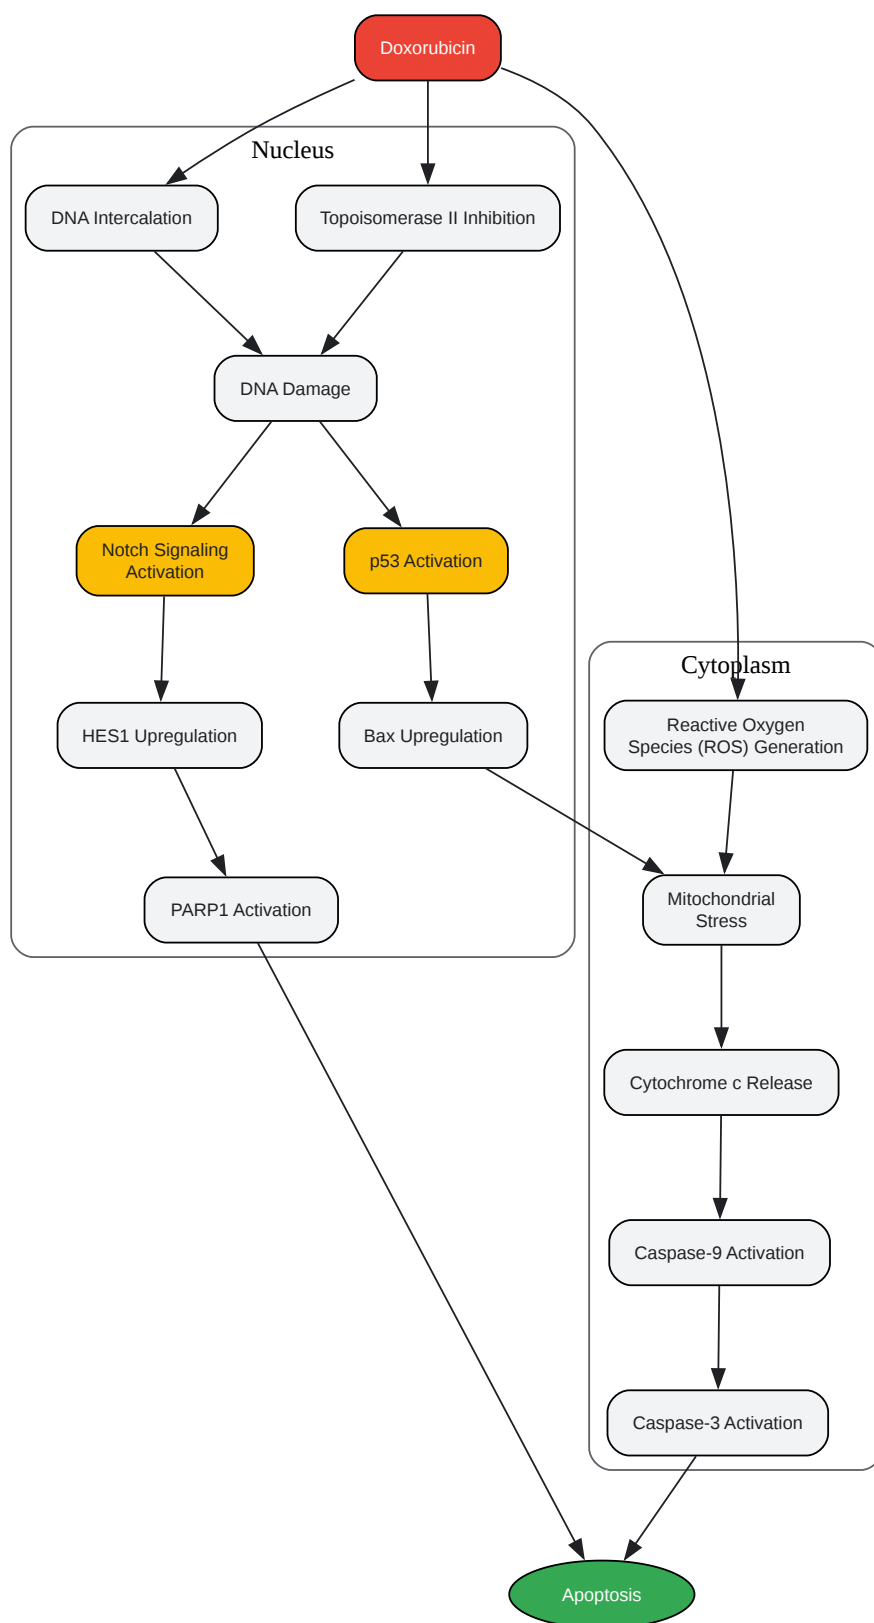 Doxorubicin
Nucleus
DNA Intercalation
Topoisomerase II Inhibition
DNA Damage
Notch Signaling
Activation
p53 Activation
Cytoplasm
HES1 Upregulation
Bax Upregulation
Reactive Oxygen
Species (ROS) Generation
PARP1 Activation
Mitochondrial
Stress
Cytochrome c Release
Caspase-9 Activation
Caspase-3 Activation
Apoptosis